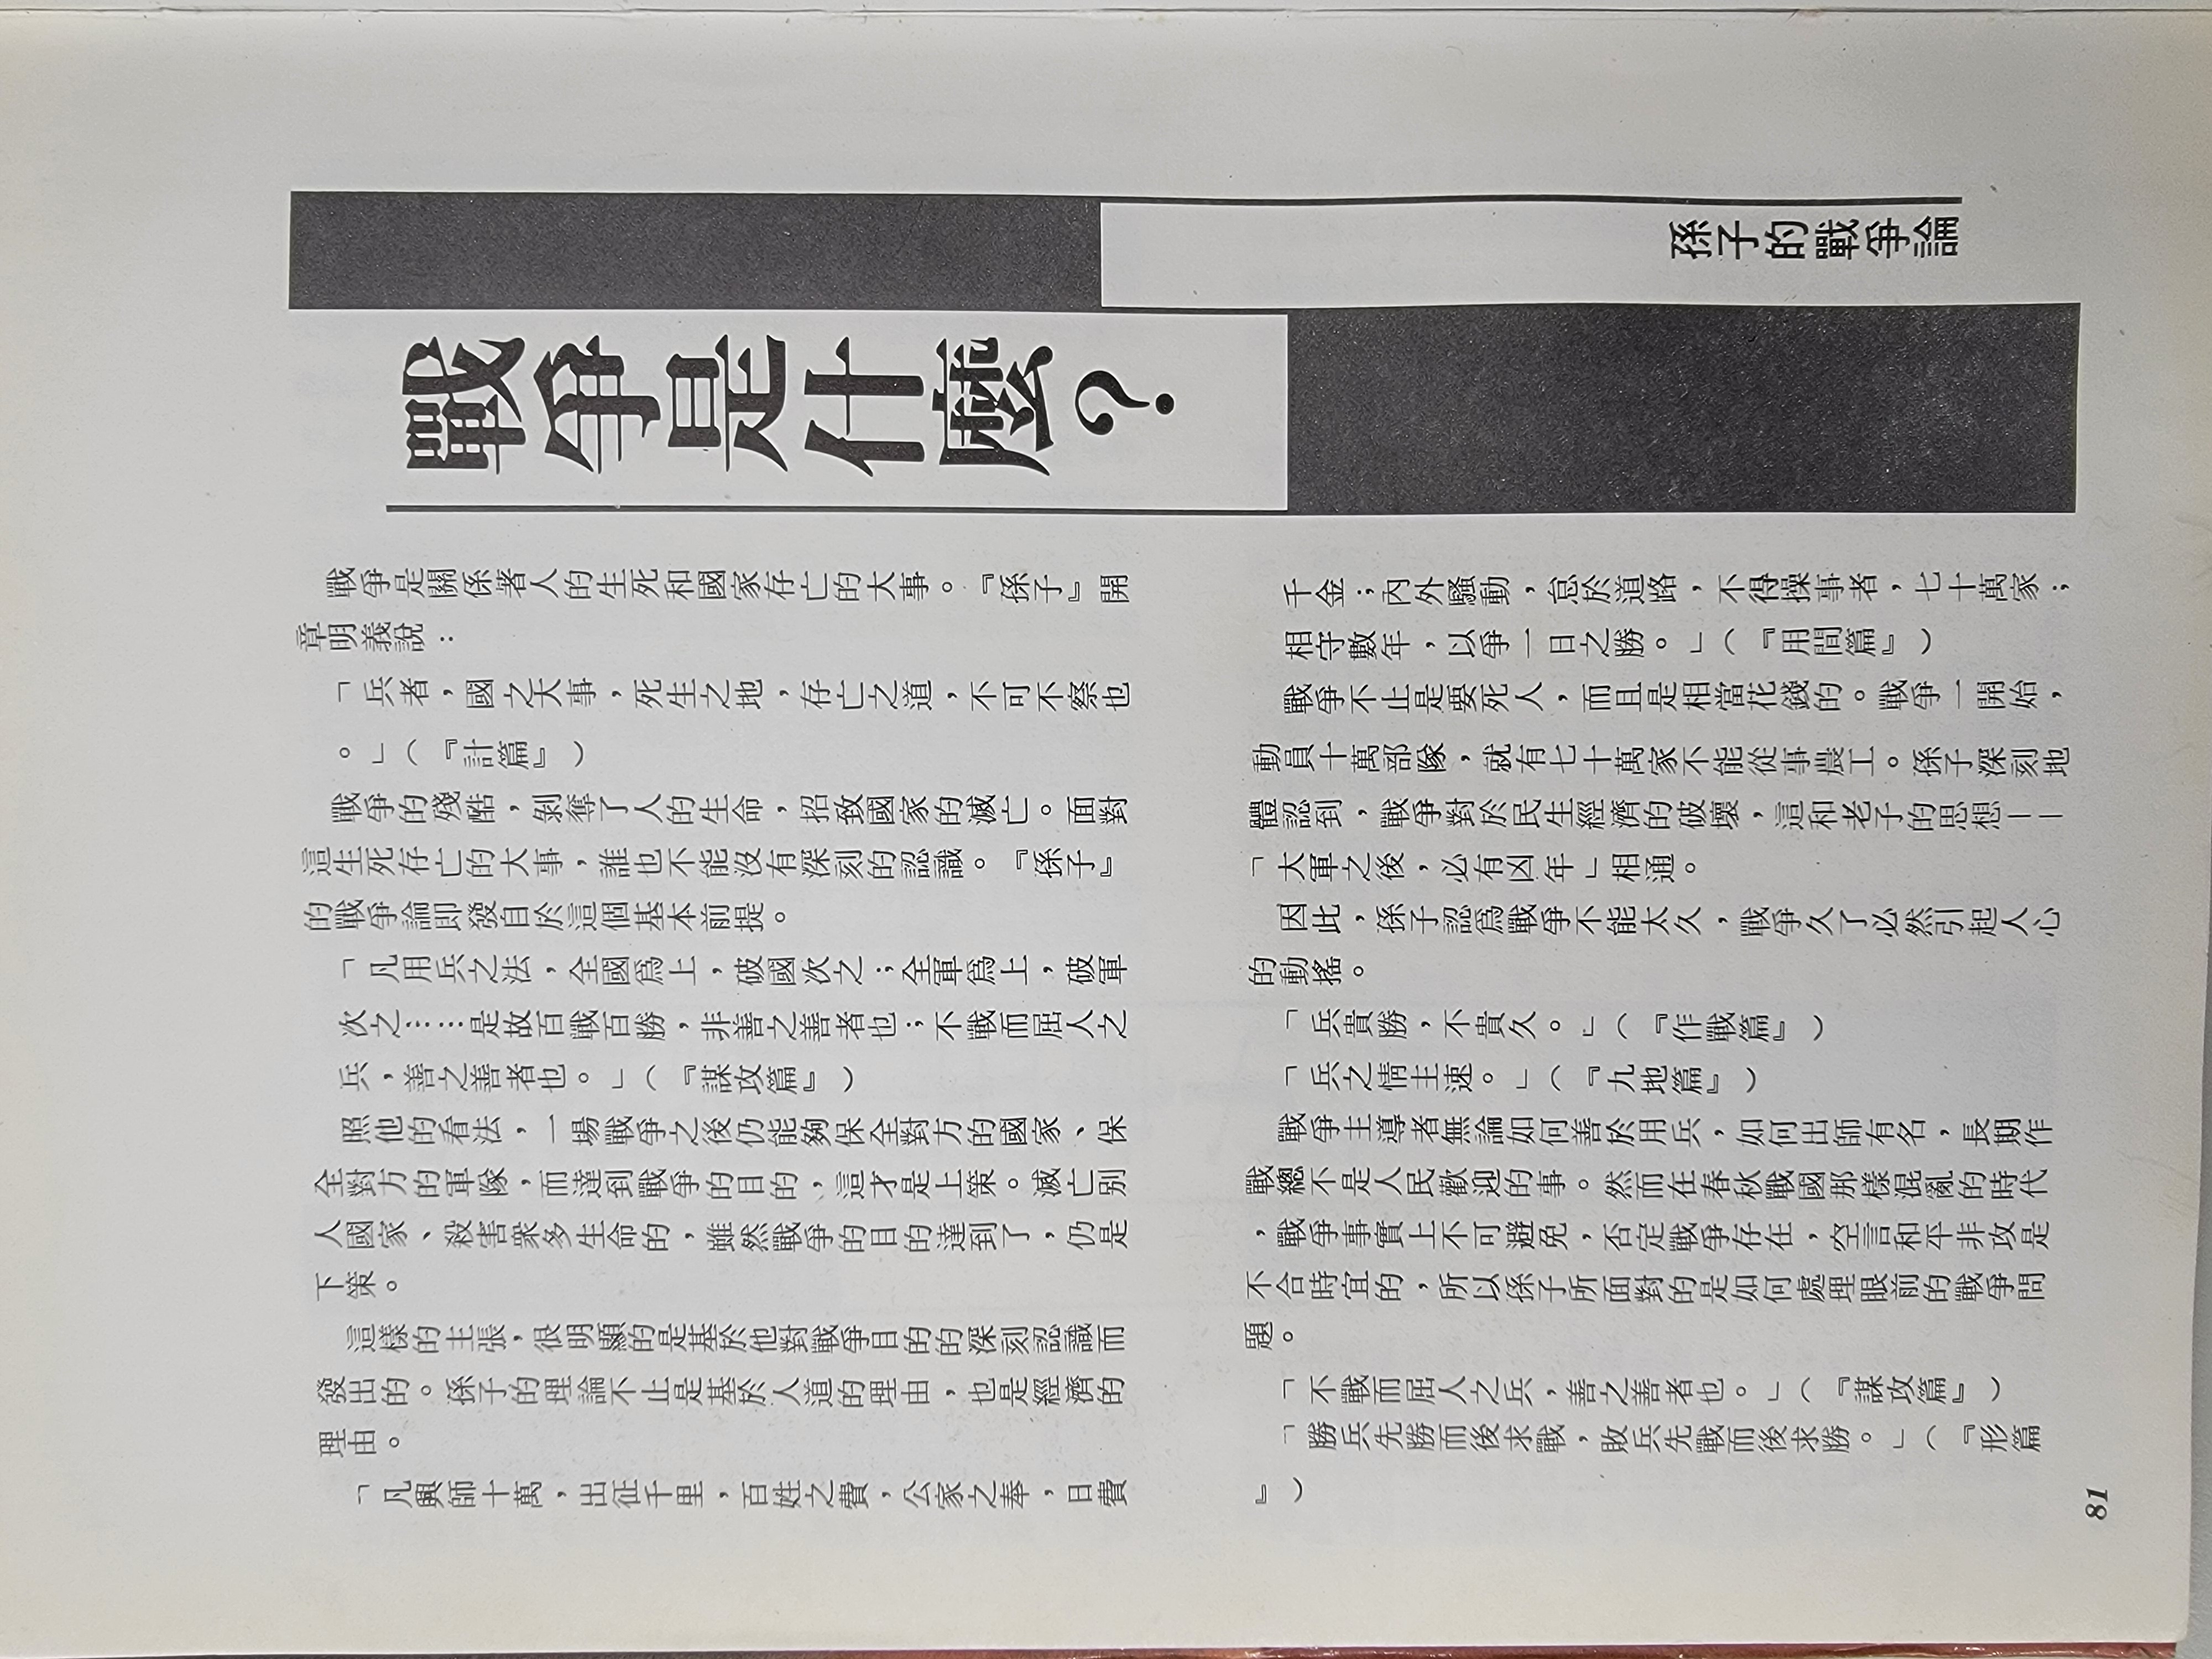 孫子的戰爭論
戰爭是什麼？
戰爭是關係著人的生死和國家存亡的大事。『孫子』開
章明義說：
「兵者，國之大事，死生之地，存亡之道，不可不察也
。」（『計篇』）
戰爭的殘酷，剝奪了人的生命，招致國家的滅亡。面對
這生死存亡的大事，誰也不能沒有深刻的認識。『孫子』
的戰爭論即發自於這個基本前提。
「凡用兵之法，全國爲上，破國次之；全軍爲上，破軍
次之……是故百戰百勝，非善之善者也；不戰而屈人之
兵，善之善者也。」（『謀攻篇』）
照他的看法，一場戰爭之後仍能夠保全對方的國家、保
全對方的軍隊，而達到戰爭的目的，這才是上策。滅亡別
人國家、殺害衆多生命的，雖然戰爭的目的達到了，仍是
下策。
這樣的主張，很明顯的是基於他對戰爭目的的深刻認識而
發出的。孫子的理論不止是基於人道的理由，也是經濟的
理由。
「凡興師十萬，出征千里，百姓之費，公家之奉，日費
千金；內外騷動，怠於道路，不得操事者，七十萬家；
相守數年，以爭一日之勝。」（『用間篇』）
戰爭不止是要死人，而且是相當花錢的。戰爭一開始，
動員十萬部隊，就有七十萬家不能從事農工。孫子深刻地
體認到，戰爭對於民生經濟的破壞，這和老子的思想——
「大軍之後，必有凶年」相通。
因此，孫子認爲戰爭不能太久，戰爭久了必然引起人心
的動搖。
「兵貴勝，不貴久。」（『作戰篇』）
「兵之情主速。」（『九地篇』）
戰爭主導者無論如何善於用兵，如何出師有名，長期作
戰總不是人民歡迎的事。然而在春秋戰國那樣混亂的時代
，戰爭事實上不可避免，否定戰爭存在，空言和平非攻是
不合時宜的，所以孫子所面對的是如何處理眼前的戰爭問
題。
「不戰而屈人之兵，善之善者也。」（『謀攻篇』）
「勝兵先勝而後求戰，敗兵先戰而後求勝。」（『形篇
』）
81